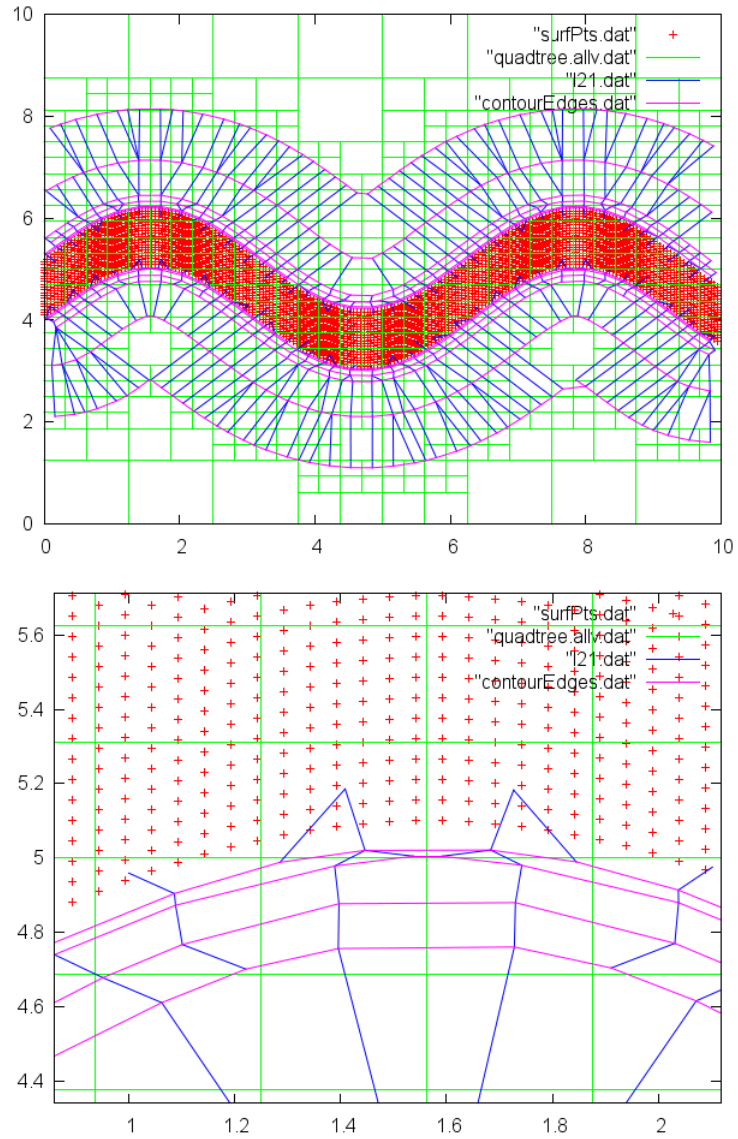 10
8
6
4
2
0
0 2 4 6 8 10
"surfPts.dat"
"quadtree.allv.dat"
"l21.dat"
"contourEdges.dat"
5.6
5.4
5.2
5
4.8
4.6
4.4
1 1.2 1.4 1.6 1.8 2
"surfPts.dat"
"quadtree.allv.dat"
"l21.dat"
"contourEdges.dat"